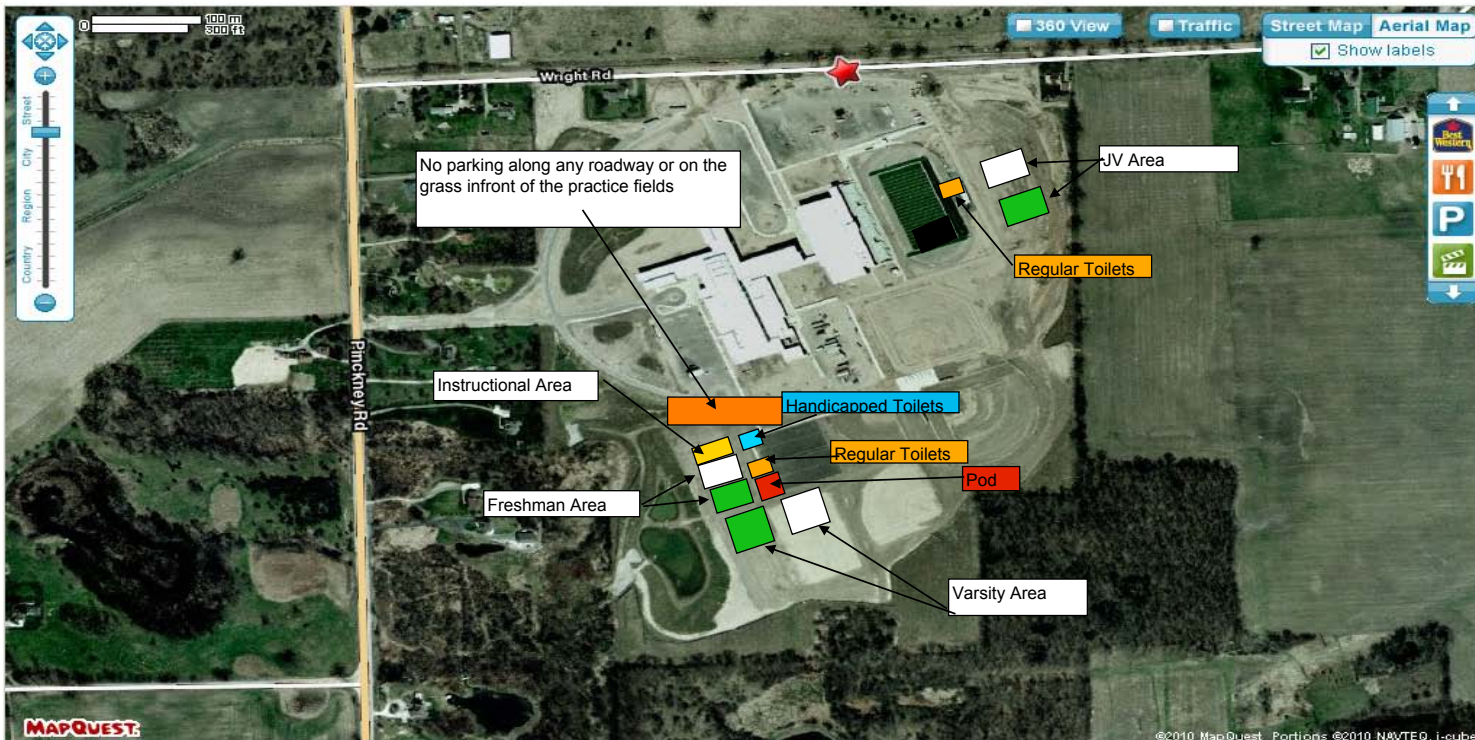 0
100 m
300 ft
360 View
Traffic
Street Map
Aerial Map
Show labels
Street
City
Region
Country
Best
Western
P
Wright Rd
Pinckney Rd
No parking along any roadway or on the
grass infront of the practice fields
JV Area
Regular Toilets
Instructional Area
Handicapped Toilets
Regular Toilets
Pod
Freshman Area
Varsity Area
MAPQUEST.
©2010 MapQuest Portions ©2010 NAVTEQ, i-cube